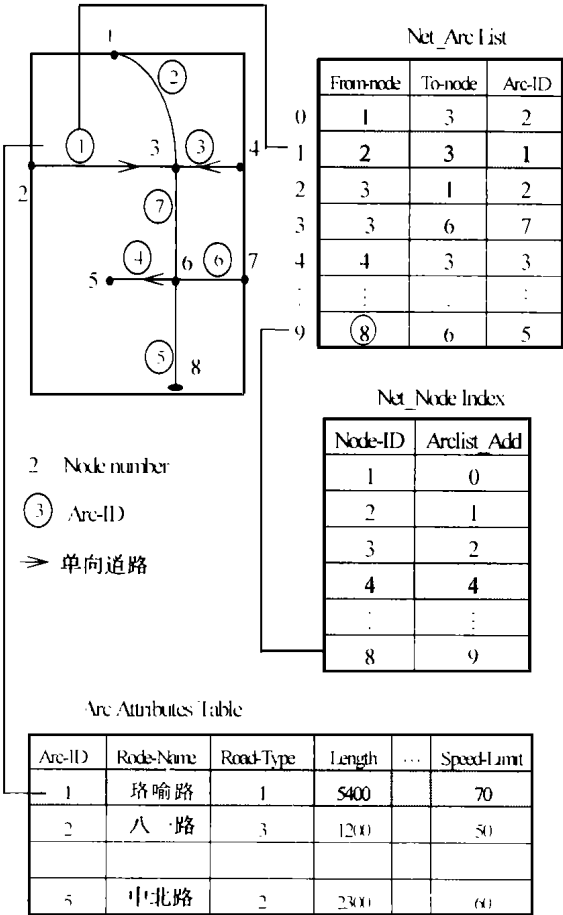 Net_Arc List
From-node To-node Arc-ID
0 1 3 2
1 2 3 1
2 3 1 2
3 3 6 7
4 4 3 3
⋮ ⋮ ⋮ ⋮
9 8 6 5
1
2
1 3 3 4
2
7
4 6 6 7
5
5 8
Net_Node Index
Node-ID Arclist_Add
1 0
2 1
3 2
4 4
⋮ ⋮
8 9
2 Node number
3 Arc-ID
单向道路
Arc Attributes Table
Arc-ID Rode-Name Road-Type Length … Speed-Limit
1 珞喻路 1 5400 70
2 八一路 3 1200 50
5 中北路 2 2300 60